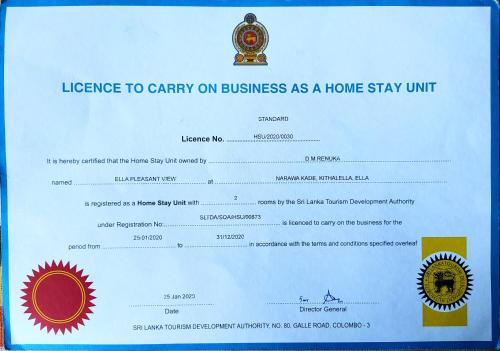 LICENCE TO CARRY ON BUSINESS AS A HOME STAY UNIT
STANDARD
Licence No. HSU/2020/0030
It is hereby certified that the Home Stay Unit owned by D.M.RENUKA
named ELLA PLEASANT VIEW at NARAWA KADE, KITHALELLA, ELLA
is registered as a Home Stay Unit with 2 rooms by the Sri Lanka Tourism Development Authority
under Registration No: SLTDA/SQA/HSU/00873 is licenced to carry on the business for the
period from 25/01/2020 to 31/12/2020 in accordance with the terms and conditions specified overleaf
25 Jan 2020
Date
Director General
SRI LANKA TOURISM DEVELOPMENT AUTHORITY, NO. 80, GALLE ROAD, COLOMBO - 3